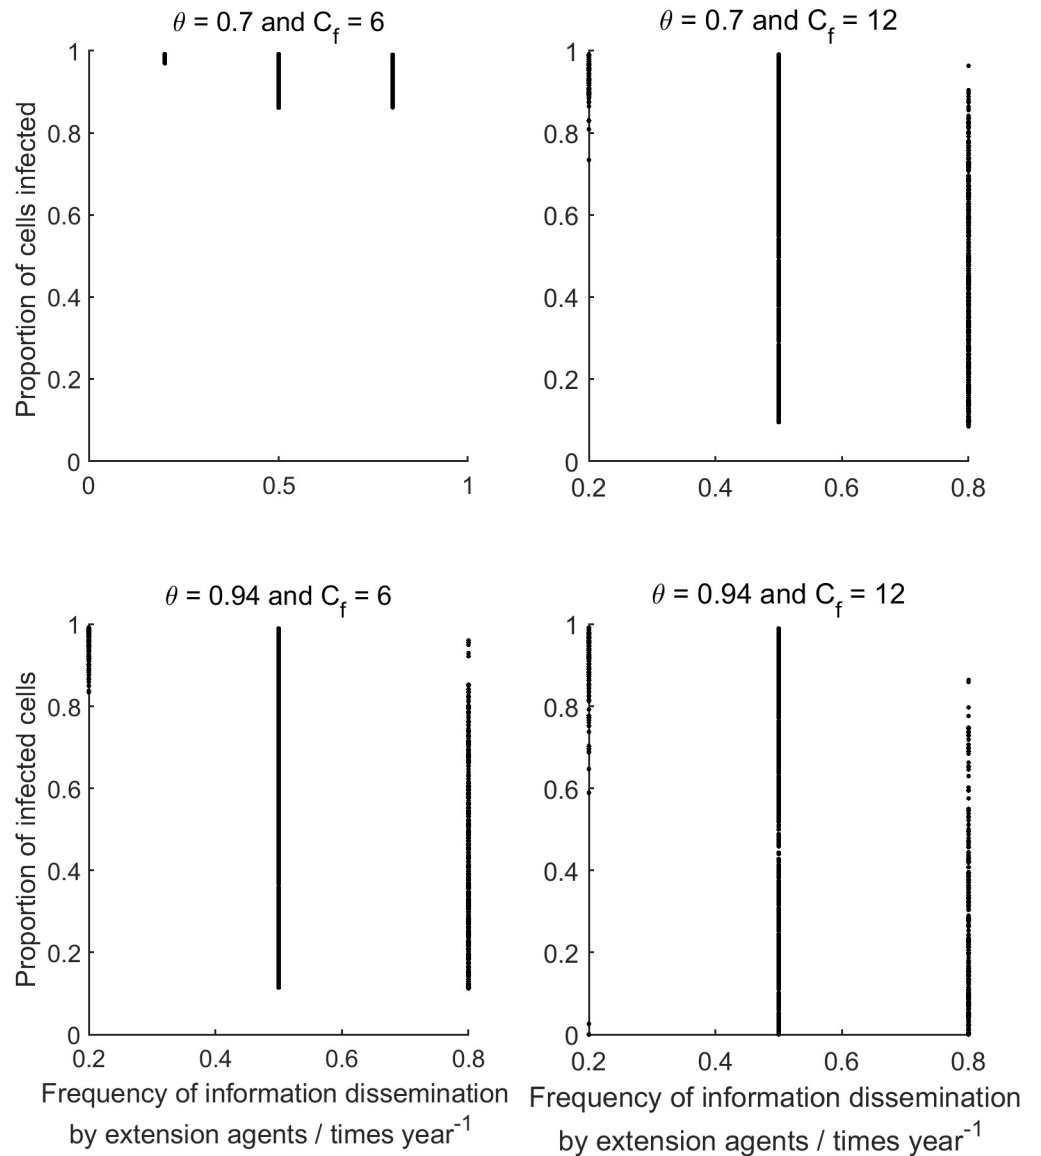 θ = 0.7 and C_f = 6
Proportion of cells infected
1
0.8
0.6
0.4
0.2
0
0 0.5 1
θ = 0.7 and C_f = 12
1
0.8
0.6
0.4
0.2
0
0.2 0.4 0.6 0.8
θ = 0.94 and C_f = 6
Proportion of infected cells
1
0.8
0.6
0.4
0.2
0
0.2 0.4 0.6 0.8
Frequency of information dissemination
by extension agents / times year^-1
θ = 0.94 and C_f = 12
1
0.8
0.6
0.4
0.2
0
0.2 0.4 0.6 0.8
Frequency of information dissemination
by extension agents / times year^-1